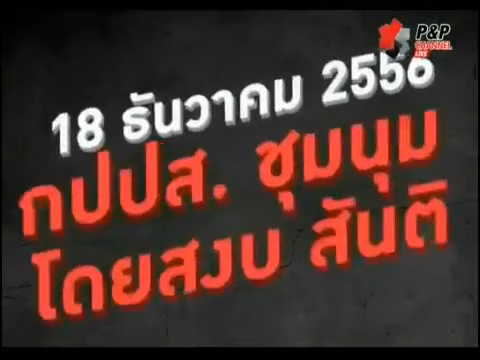 P&P
CHANNEL
LIVE
18 ธันวาคม 2556
กปปส. ชุมนุม
โดยสงบ สันติ